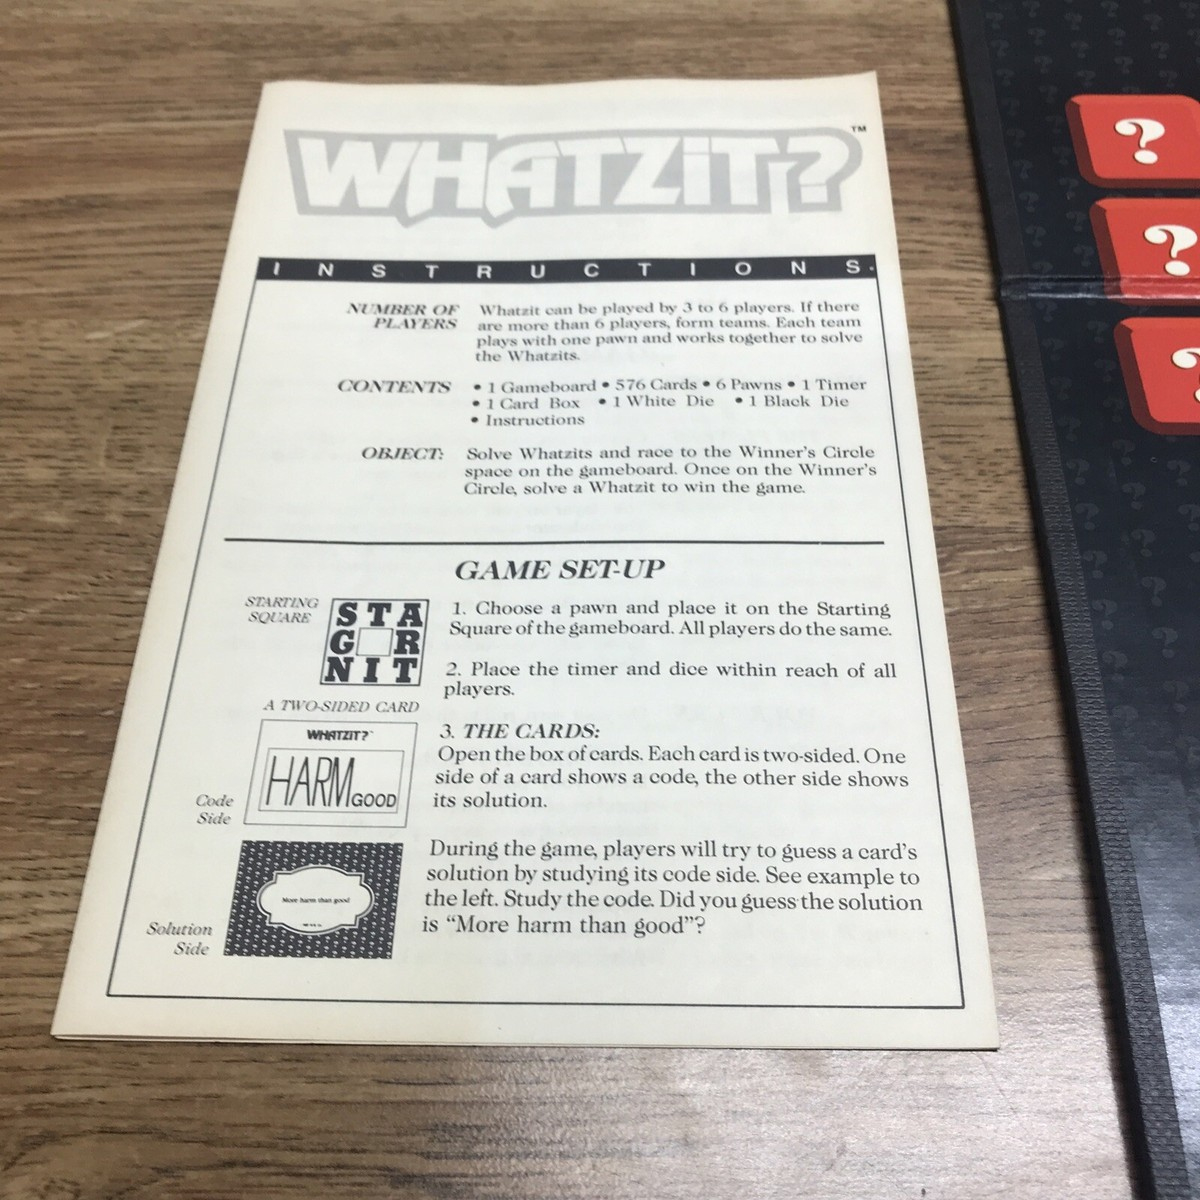 WHATZiT?™
INSTRUCTIONS
NUMBER OF
PLAYERS
Whatzit can be played by 3 to 6 players. If there
are more than 6 players, form teams. Each team
plays with one pawn and works together to solve
the Whatzits.
CONTENTS
• 1 Gameboard • 576 Cards • 6 Pawns • 1 Timer
• 1 Card Box • 1 White Die • 1 Black Die
• Instructions
OBJECT:
Solve Whatzits and race to the Winner's Circle
space on the gameboard. Once on the Winner's
Circle, solve a Whatzit to win the game.
GAME SET-UP
STARTING
SQUARE
STA
G R
NIT
1. Choose a pawn and place it on the Starting
Square of the gameboard. All players do the same.
2. Place the timer and dice within reach of all
players.
A TWO-SIDED CARD
WHATZiT?
HARM GOOD
Code
Side
3. THE CARDS:
Open the box of cards. Each card is two-sided. One
side of a card shows a code, the other side shows
its solution.
More harm than good
Solution
Side
During the game, players will try to guess a card's
solution by studying its code side. See example to
the left. Study the code. Did you guess the solution
is "More harm than good"?
?
?
?